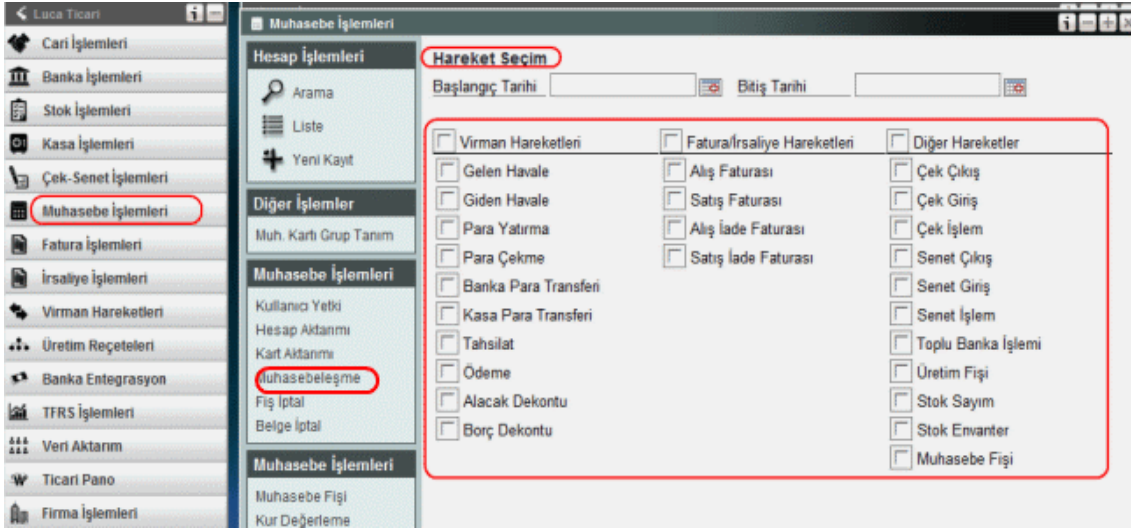 Luca Ticari
Cari İşlemleri
Banka İşlemleri
Stok İşlemleri
Kasa İşlemleri
Çek-Senet İşlemleri
Muhasebe İşlemleri
Fatura İşlemleri
İrsaliye İşlemleri
Virman Hareketleri
Üretim Reçeteleri
Banka Entegrasyon
TFRS İşlemleri
Veri Aktarım
Ticari Pano
Firma İşlemleri
Muhasebe İşlemleri
Hesap İşlemleri
Arama
Liste
Yeni Kayıt
Diğer İşlemler
Muh. Kartı Grup Tanım
Muhasebe İşlemleri
Kullanıcı Yetki
Hesap Aktarımı
Kart Aktarımı
Muhasebeleşme
Fiş İptal
Belge İptal
Muhasebe İşlemleri
Muhasebe Fişi
Kur Değerleme
Hareket Seçim
Başlangıç Tarihi Bitiş Tarihi
Virman Hareketleri
Gelen Havale
Giden Havale
Para Yatırma
Para Çekme
Banka Para Transferi
Kasa Para Transferi
Tahsilat
Ödeme
Alacak Dekontu
Borç Dekontu
Fatura/İrsaliye Hareketleri
Alış Faturası
Satış Faturası
Alış İade Faturası
Satış İade Faturası
Diğer Hareketler
Çek Çıkış
Çek Giriş
Çek İşlem
Senet Çıkış
Senet Giriş
Senet İşlem
Toplu Banka İşlemi
Üretim Fişi
Stok Sayım
Stok Envanter
Muhasebe Fişi